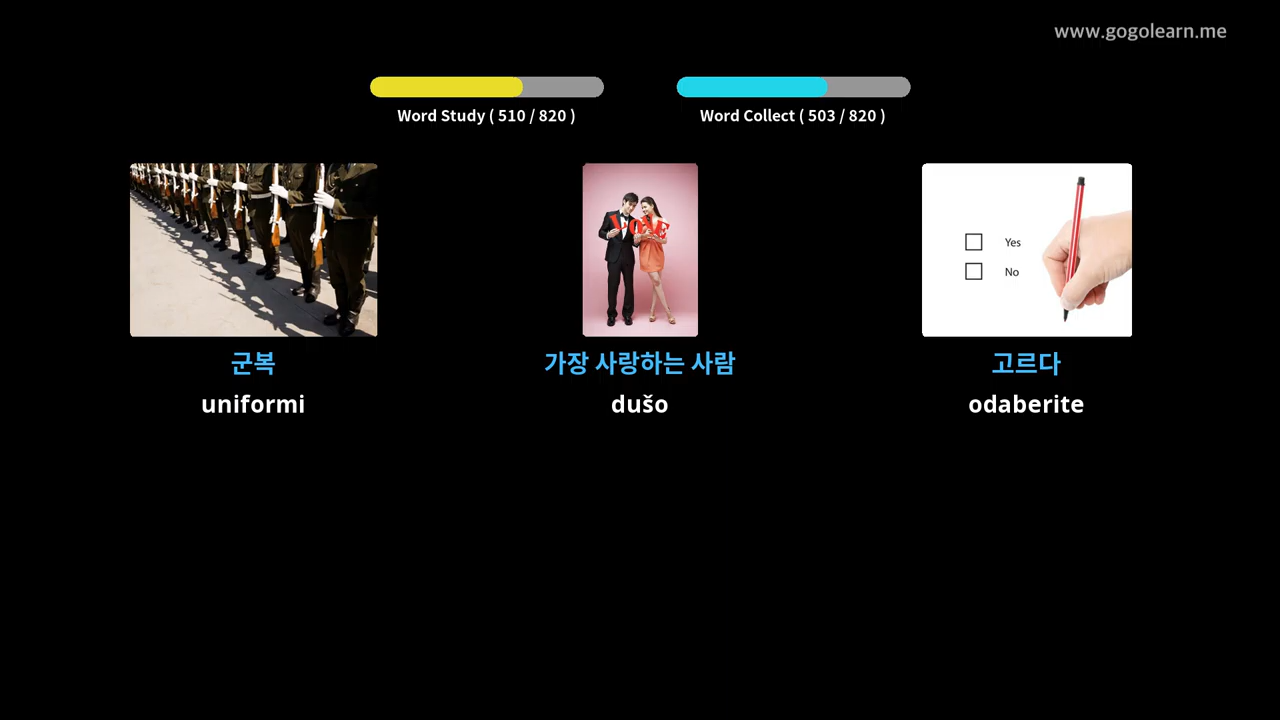 www.gogolearn.me
Word Study ( 510 / 820 )
Word Collect ( 503 / 820 )
LOVE
Yes
No
군복
가장 사랑하는 사람
고르다
uniformi
dušo
odaberite